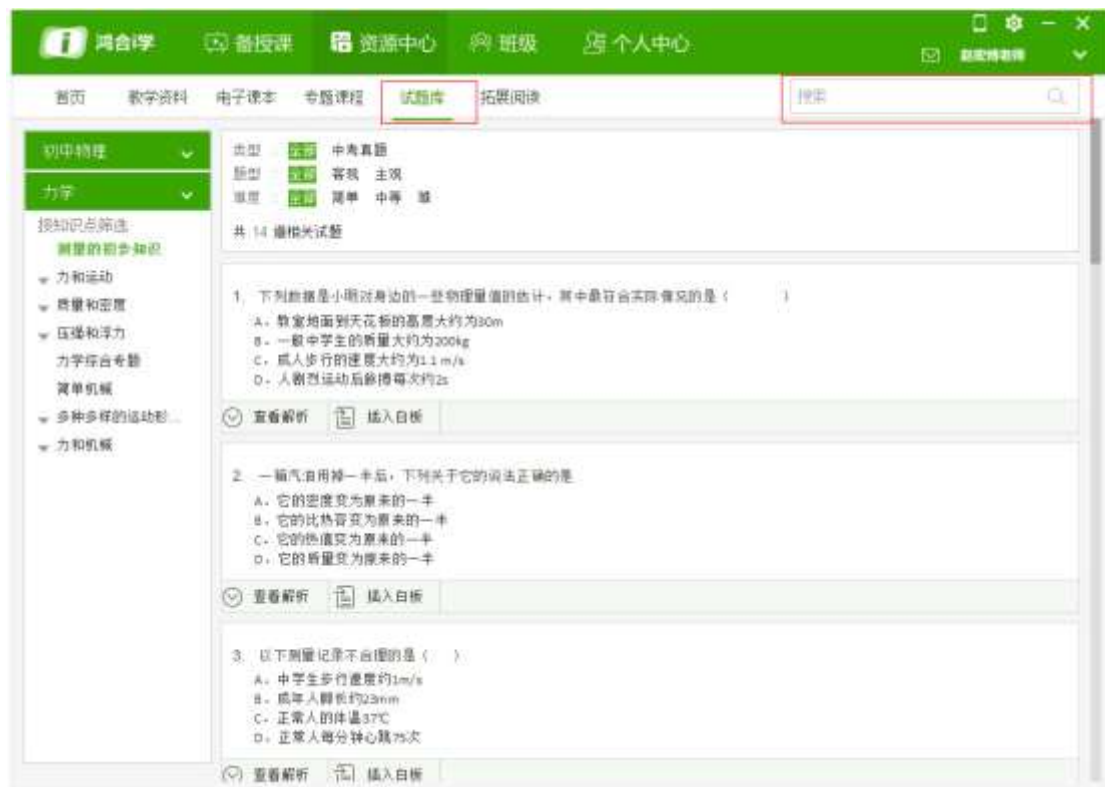 鸿合i学 备授课 资源中心 班级 个人中心
赵宏博老师
首页 教学资料 电子课本 专题课程 试题库 拓展阅读 搜索
初中物理
力学
按知识点筛选
测量的初步知识
力和运动
质量和密度
压强和浮力
力学综合专题
简单机械
多种多样的运动形...
力和机械
类型 全部 中考真题
题型 全部 客观 主观
难度 全部 简单 中等 难
共 14 道相关试题
1. 下列数据是小明对身边的一些物理量值的估计，其中最符合实际情况的是（ ）
A. 教室地面到天花板的高度大约为30m
B. 一般中学生的质量大约为200kg
C. 成人步行的速度大约为1.1 m/s
D. 人剧烈运动后脉搏每次约2s
查看解析 插入白板
2. 一箱汽油用掉一半后，下列关于它的说法正确的是
A. 它的密度变为原来的一半
B. 它的比热容变为原来的一半
C. 它的热值变为原来的一半
D. 它的质量变为原来的一半
查看解析 插入白板
3. 以下测量记录不合理的是（ ）
A. 中学生步行速度约1m/s
B. 成年人脚长约23mm
C. 正常人的体温37℃
D. 正常人每分钟心跳75次
查看解析 插入白板